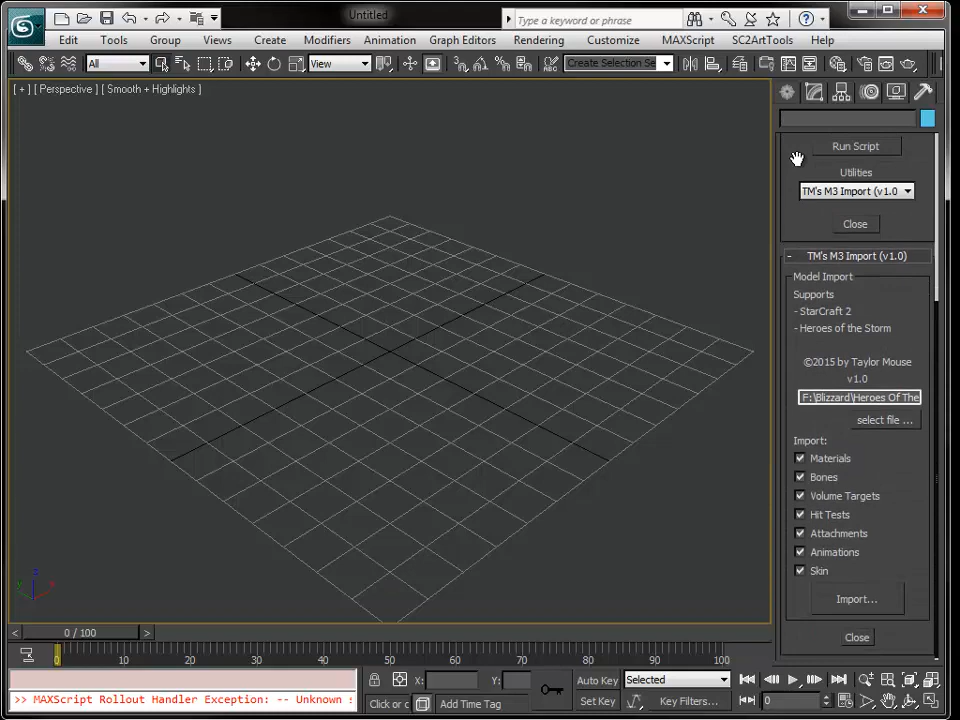 Untitled
Type a keyword or phrase
Edit Tools Group Views Create Modifiers Animation Graph Editors Rendering Customize MAXScript SC2ArtTools Help
All View Create Selection Se
[ + ] [ Perspective ] [ Smooth + Highlights ]
Run Script
Utilities
TM's M3 Import (v1.0
Close
- TM's M3 Import (v1.0)
Model Import
Supports
- StarCraft 2
- Heroes of the Storm
©2015 by Taylor Mouse
v1.0
F:\Blizzard\Heroes Of The
select file ...
Import:
Materials
Bones
Volume Targets
Hit Tests
Attachments
Animations
Skin
Import...
Close
z
y
x
< 0 / 100 >
0 10 20 30 40 50 60 70 80 90 100
X: Y: Auto Key Selected
>> MAXScript Rollout Handler Exception: -- Unknown
Click or Add Time Tag Set Key Key Filters... 0